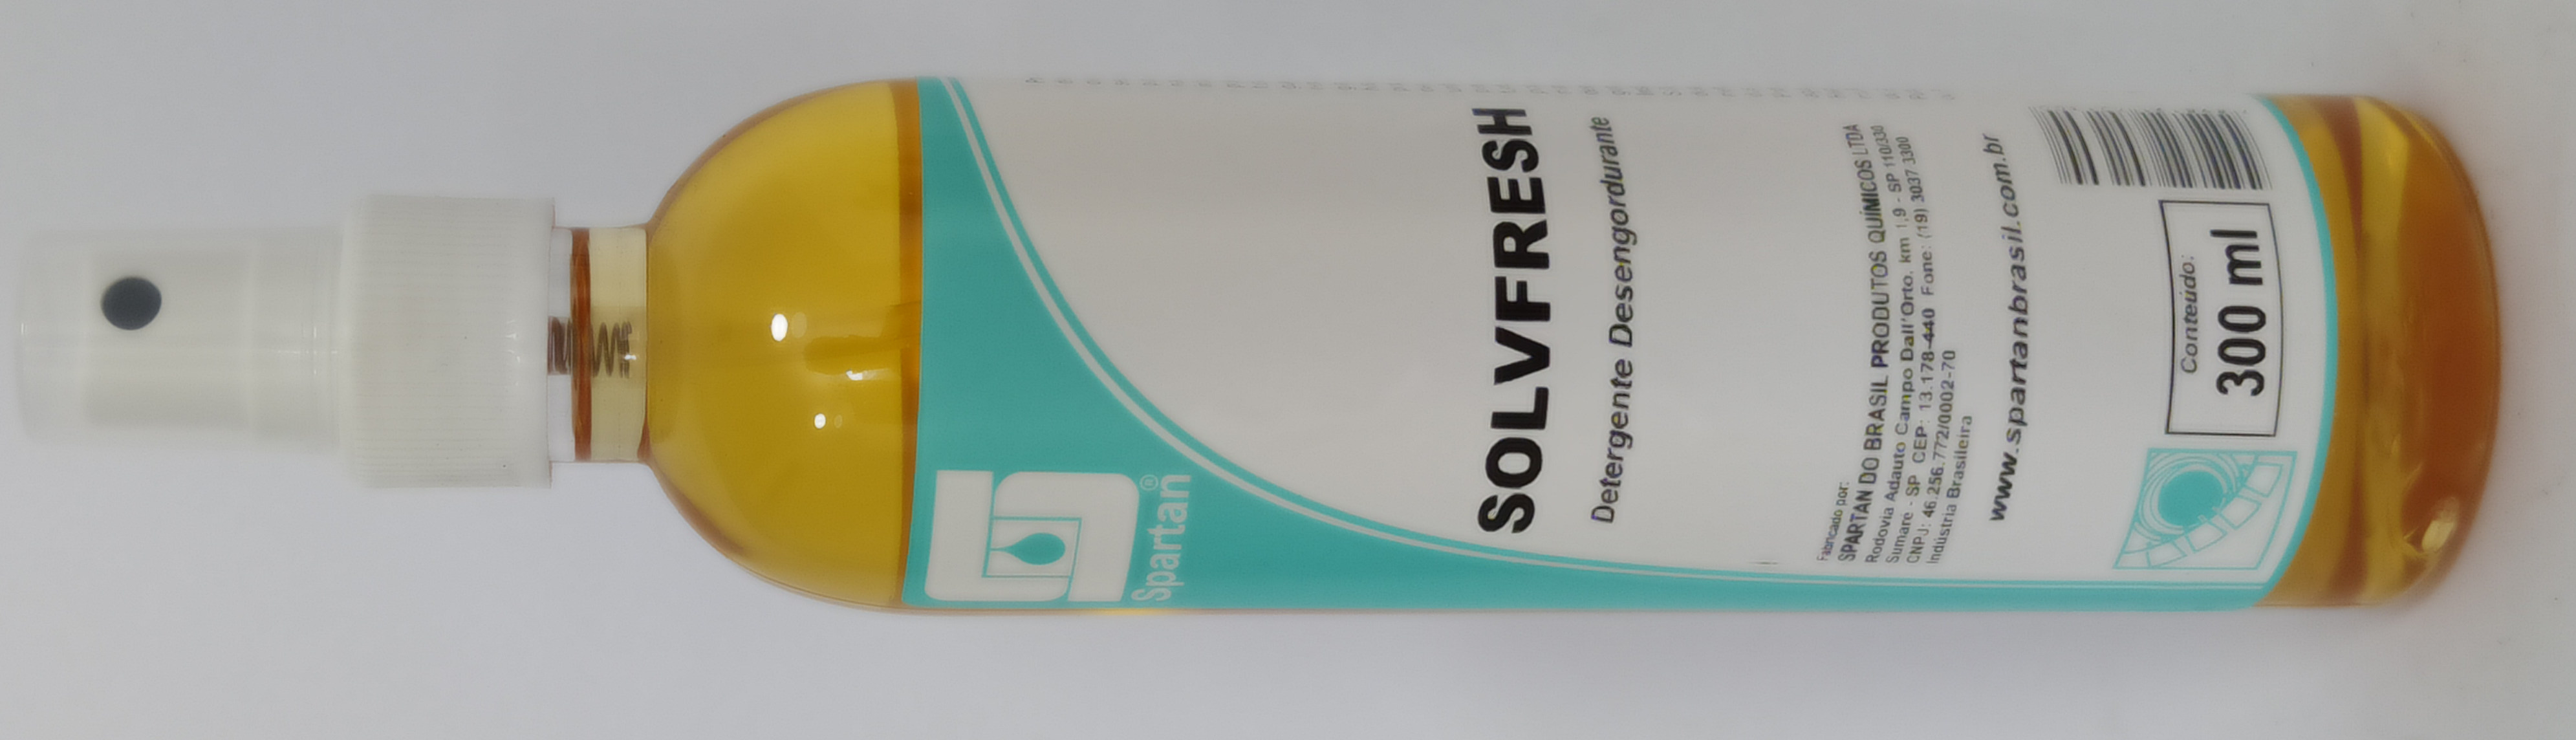 Spartan®
SOLVFRESH
Detergente Desengordurante
Fabricado por:
SPARTAN DO BRASIL PRODUTOS QUÍMICOS LTDA
Rodovia Adauto Campo Dall'Orto, km 1,9 - SP 110/330
Sumaré - SP CEP: 13.178-440 Fone: (19) 3037 3300
CNPJ: 46.256.772/0002-70
Indústria Brasileira
www.spartanbrasil.com.br
Conteúdo:
300 ml